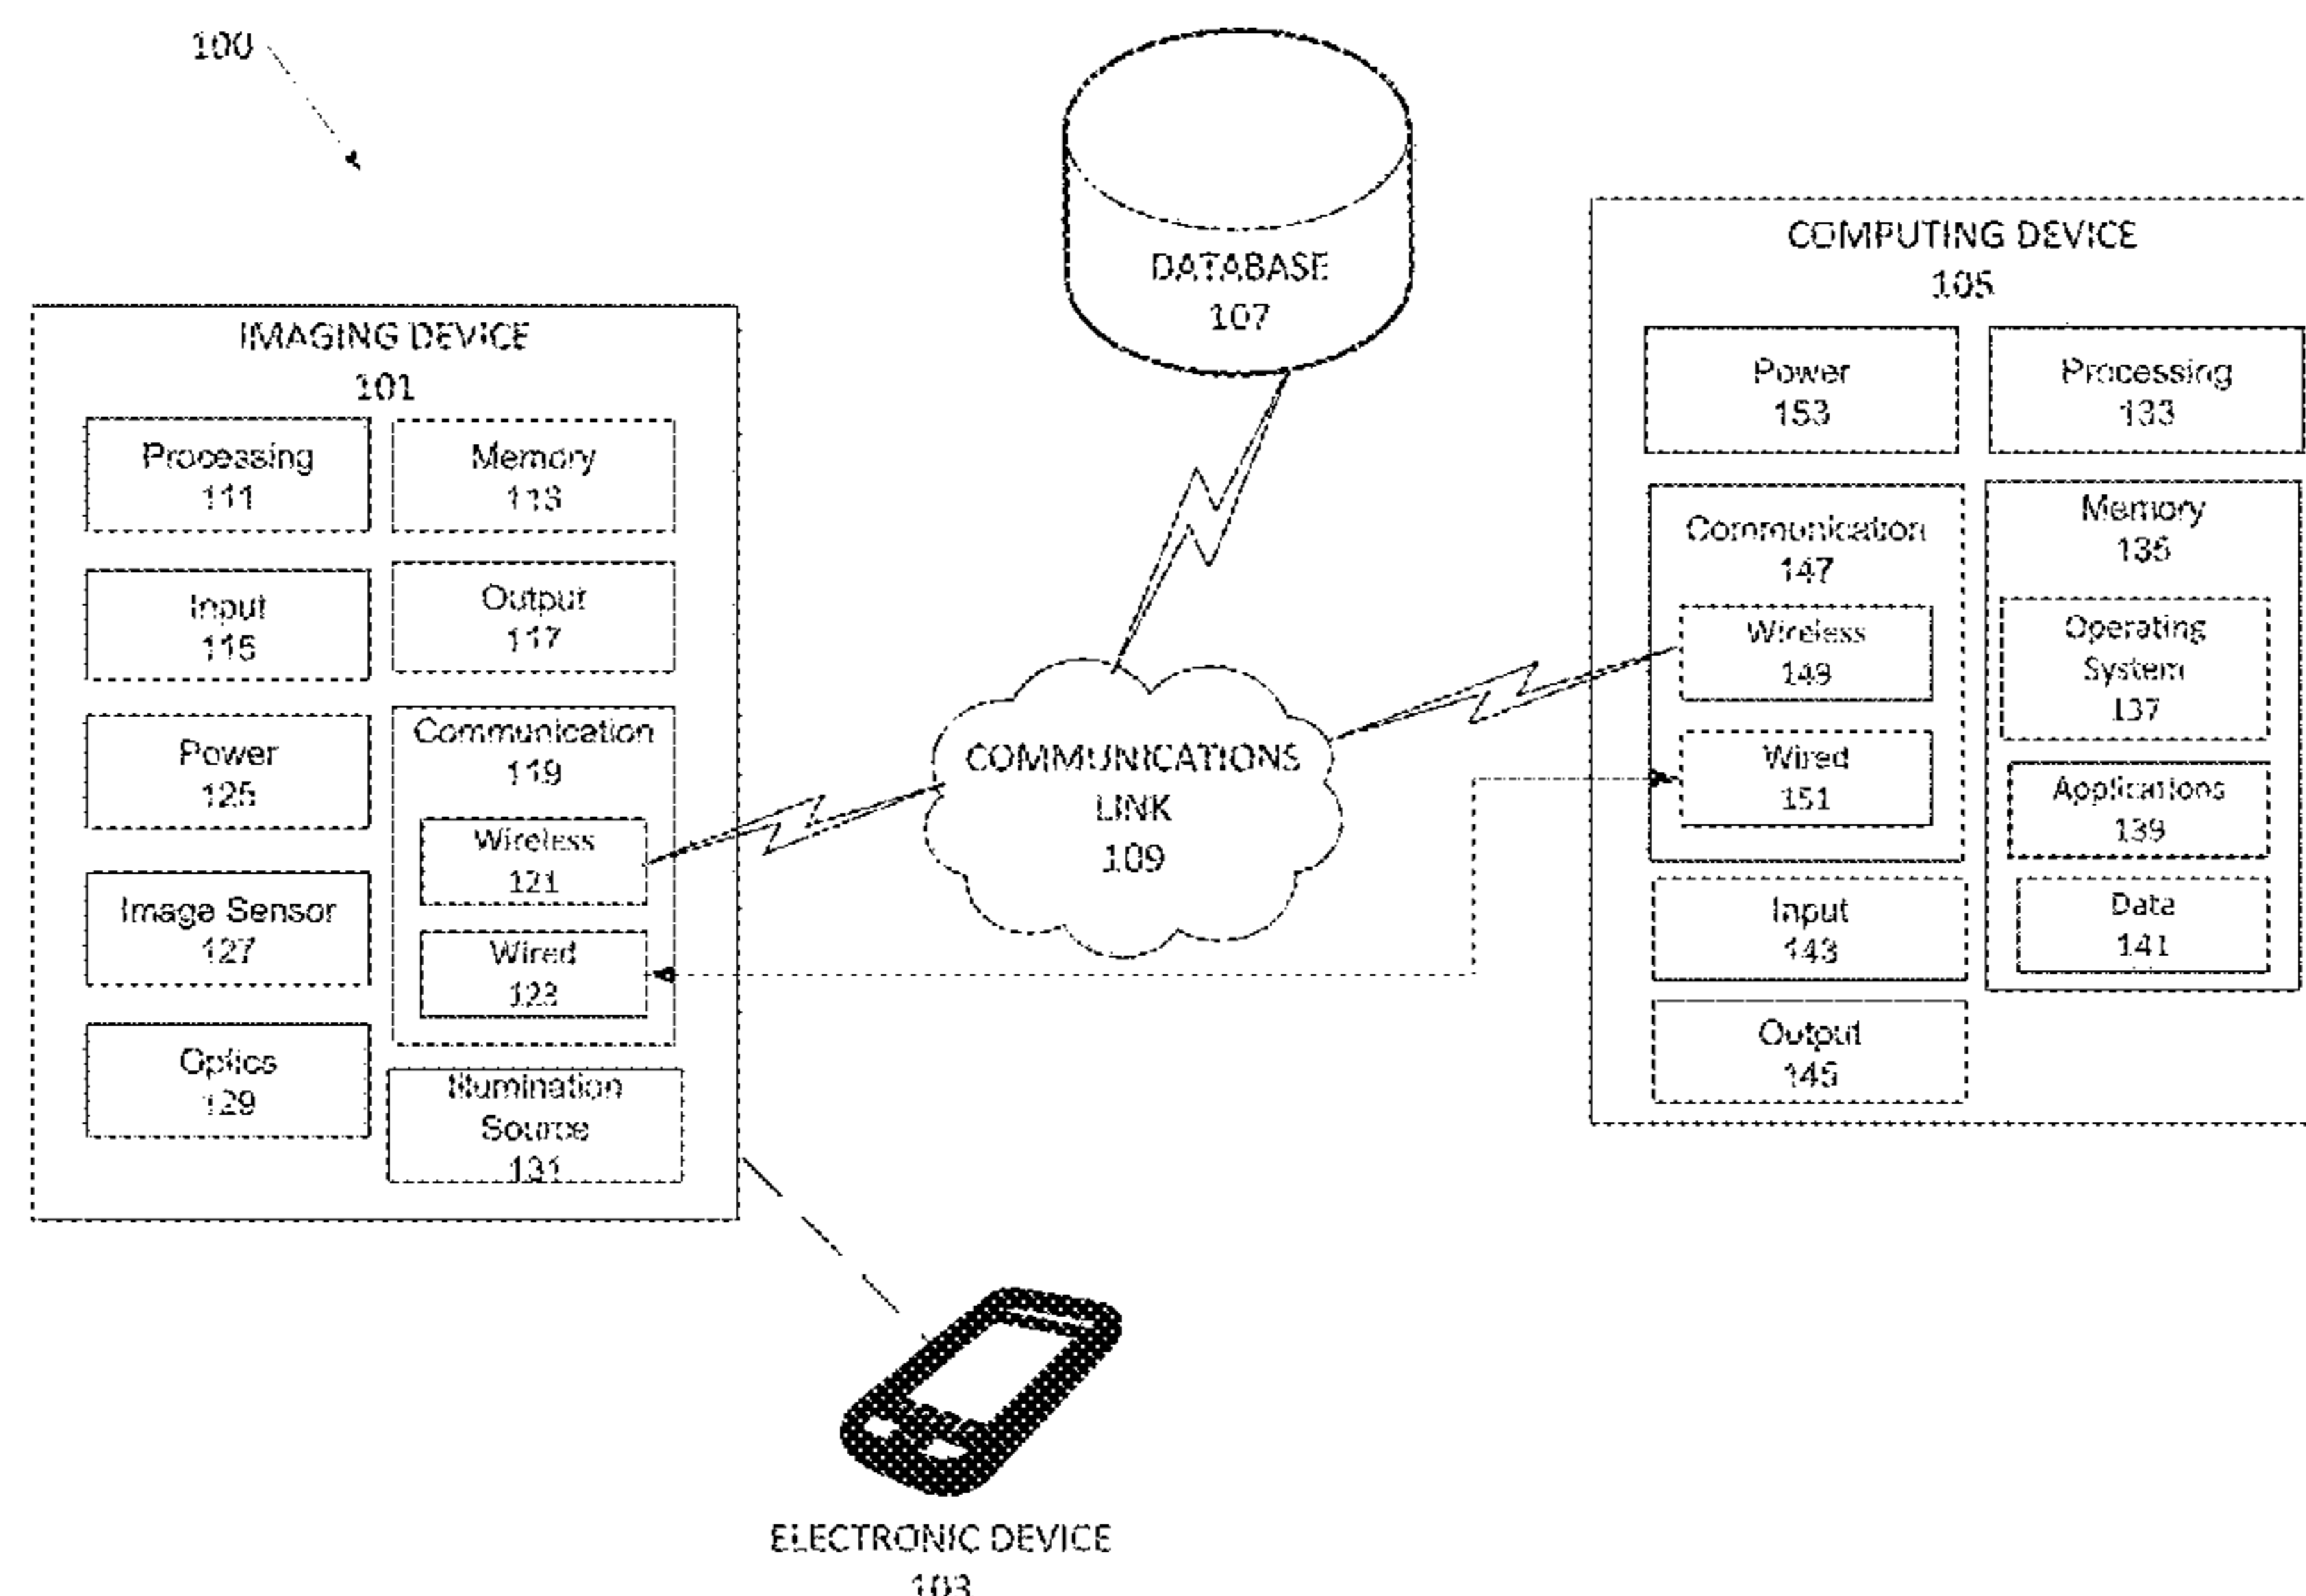 100
DATABASE
107
IMAGING DEVICE
101
Processing
111
Memory
113
Input
115
Output
117
Power
125
Communication
119
Wireless
121
Wired
123
Image Sensor
127
Optics
129
Illumination
Source
131
COMMUNICATIONS
LINK
109
COMPUTING DEVICE
105
Power
153
Processing
133
Communication
147
Wireless
149
Wired
151
Memory
135
Operating
System
137
Applications
139
Data
141
Input
143
Output
145
ELECTRONIC DEVICE
103